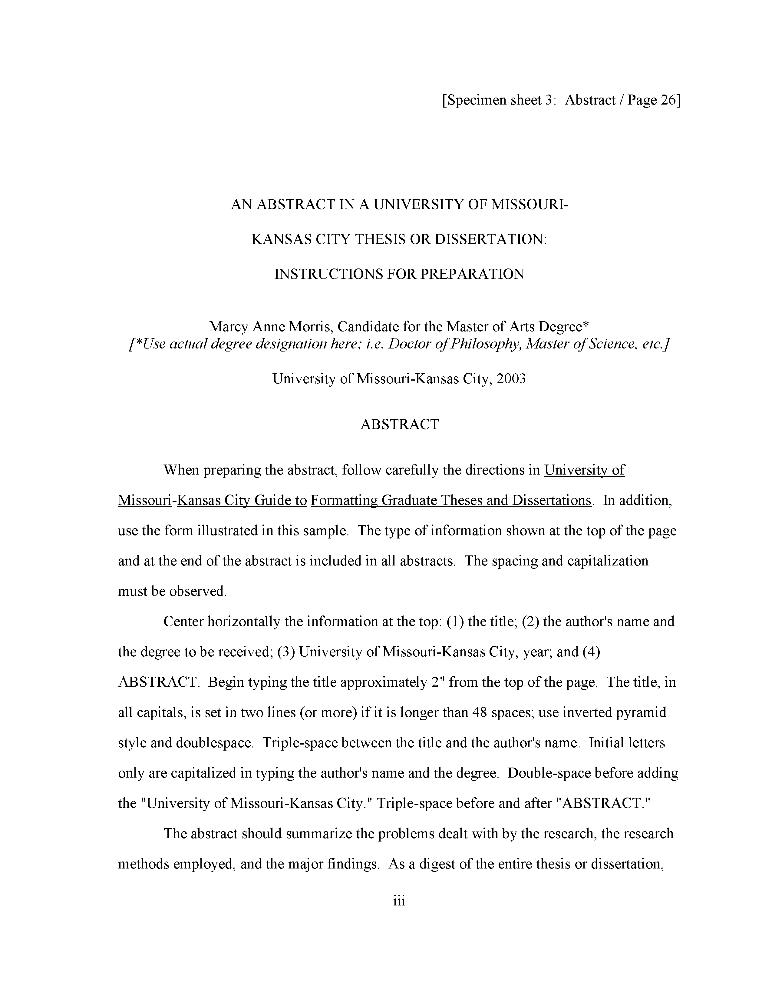 [Specimen sheet 3:  Abstract / Page 26]
AN ABSTRACT IN A UNIVERSITY OF MISSOURI-
KANSAS CITY THESIS OR DISSERTATION:
INSTRUCTIONS FOR PREPARATION
Marcy Anne Morris, Candidate for the Master of Arts Degree*
[*Use actual degree designation here; i.e. Doctor of Philosophy, Master of Science, etc.]
University of Missouri-Kansas City, 2003
ABSTRACT
When preparing the abstract, follow carefully the directions in University of
Missouri-Kansas City Guide to Formatting Graduate Theses and Dissertations.  In addition,
use the form illustrated in this sample.  The type of information shown at the top of the page
and at the end of the abstract is included in all abstracts.  The spacing and capitalization
must be observed.
Center horizontally the information at the top: (1) the title; (2) the author's name and
the degree to be received; (3) University of Missouri-Kansas City, year; and (4)
ABSTRACT.  Begin typing the title approximately 2" from the top of the page.  The title, in
all capitals, is set in two lines (or more) if it is longer than 48 spaces; use inverted pyramid
style and doublespace.  Triple-space between the title and the author's name.  Initial letters
only are capitalized in typing the author's name and the degree.  Double-space before adding
the "University of Missouri-Kansas City." Triple-space before and after "ABSTRACT."
The abstract should summarize the problems dealt with by the research, the research
methods employed, and the major findings.  As a digest of the entire thesis or dissertation,
iii